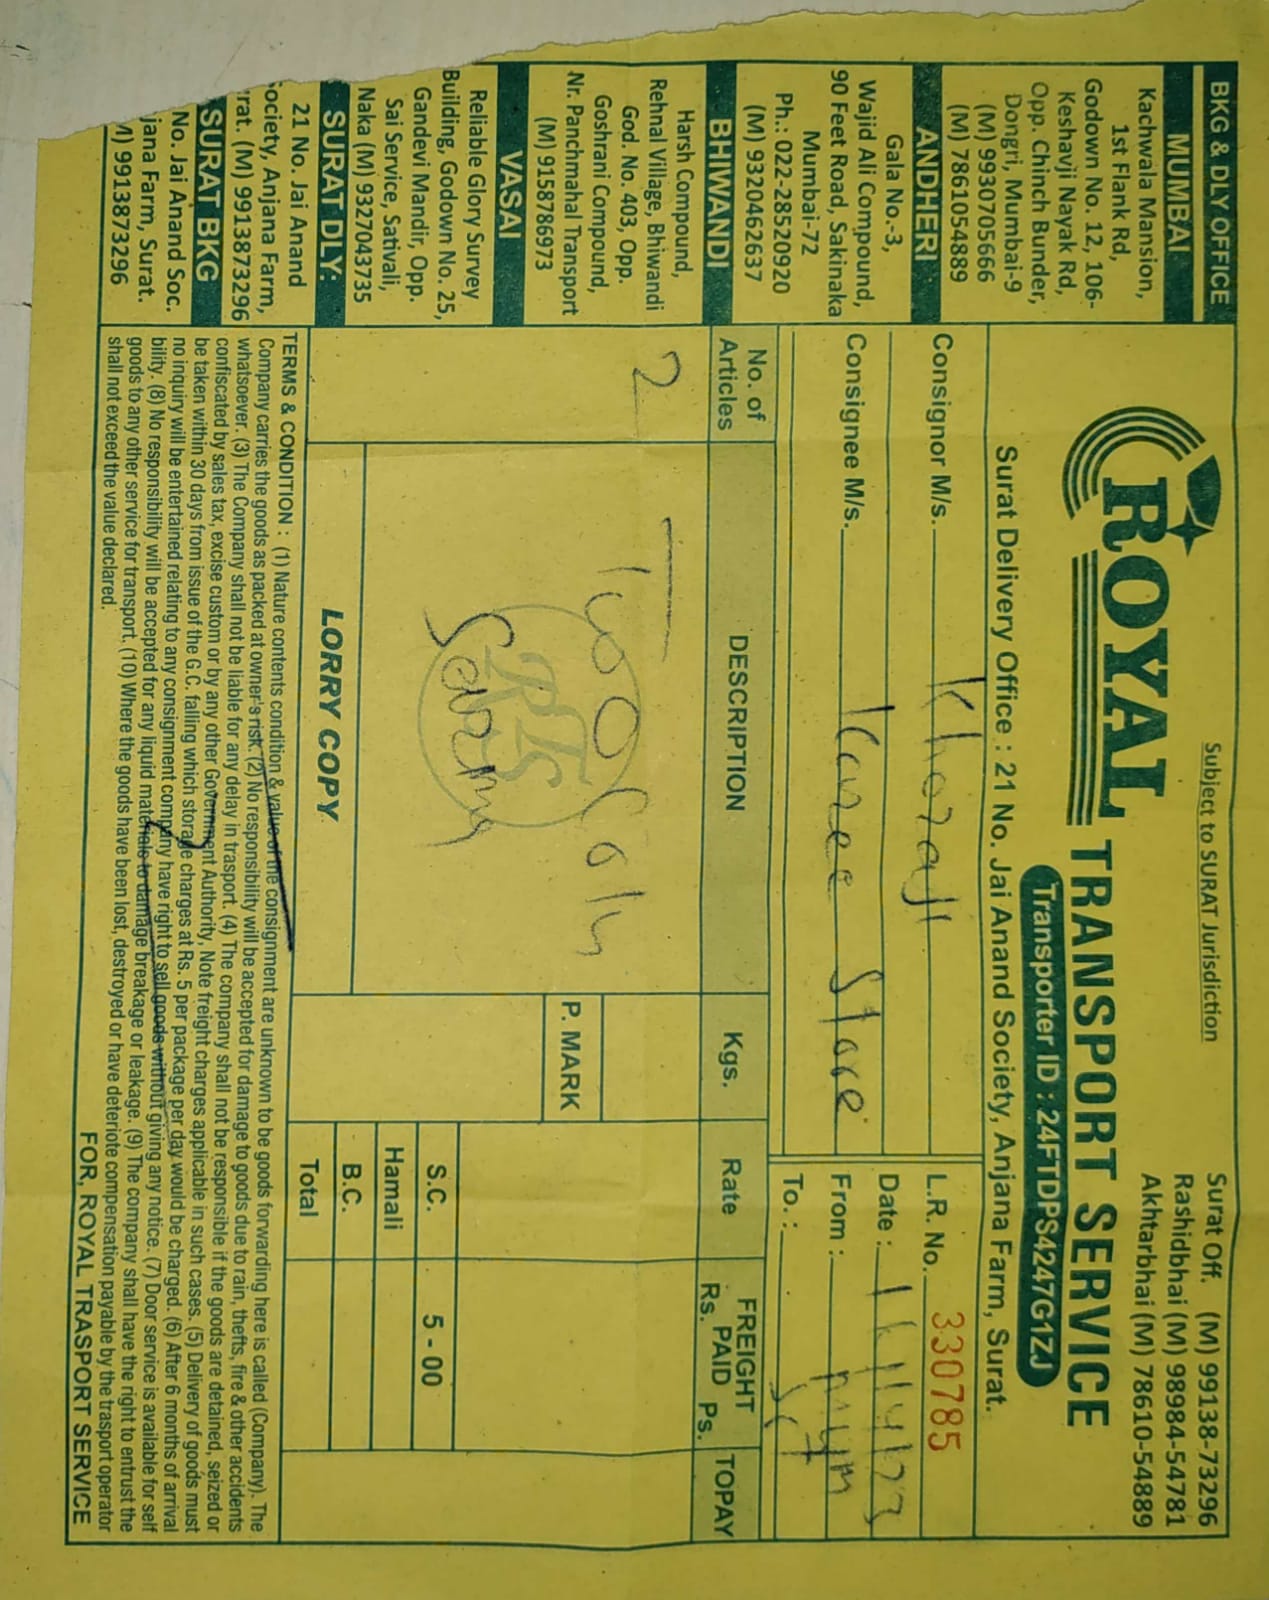 Subject to SURAT Jurisdiction
Surat Off. (M) 99138-73296
Rashidbhai (M) 98984-54781
Akhtarbhai (M) 78610-54889
ROYAL TRANSPORT SERVICE
Transporter ID : 24FTDPS4247G1ZJ
Surat Delivery Office : 21 No. Jai Anand Society, Anjana Farm, Surat.
BKG & DLY OFFICE
MUMBAI
Kachwala Mansion,
1st Flank Rd,
Godown No. 12, 106-
Keshavji Nayak Rd,
Opp. Chinch Bunder,
Dongri, Mumbai-9
(M) 9930705666
(M) 7861054889
ANDHERI
Gala No.-3,
Wajid Ali Compound,
90 Feet Road, Sakinaka
Mumbai-72
Ph.: 022-28520920
(M) 9320462637
BHIWANDI
Harsh Compound,
Rehnal Village, Bhiwandi
God. No. 403, Opp.
Goshrani Compound,
Nr. Panchmahal Transport
(M) 9158786973
VASAI
Reliable Glory Survey
Building, Godown No. 25,
Gandevi Mandir, Opp.
Sai Service, Sativali,
Naka (M) 9327043735
SURAT DLY:
21 No. Jai Anand
Society, Anjana Farm,
rat. (M) 9913873296
SURAT BKG
No. Jai Anand Soc.
jana Farm, Surat.
M) 9913873296
Consignor M/s. Khozaji
Consignee M/s. Store
L.R. No. 330785
Date :
From :
To. :
No. of Articles
DESCRIPTION
Kgs.
Rate
FREIGHT
Rs. PAID Ps.
TOPAY
2
Two Only
RTS
P. MARK
S.C. 5 - 00
Hamali
B.C.
Total
LORRY COPY
TERMS & CONDITION : (1) Nature contents condition & value of the consignment are unknown to be goods forwarding here is called (Company). The
Company carries the goods as packed at owner's risk. (2) No responsibility will be accepted for damage to goods due to rain, thefts, fire & other accidents
whatsoever. (3) The Company shall not be liable for any delay in trasport. (4) The company shall not be responsible if the goods are detained, seized or
confiscated by sales tax, excise custom or by any other Government Authority, Note freight charges applicable in such cases. (5) Delivery of goods must
be taken within 30 days from issue of the G.C. falling which storage charges at Rs. 5 per package per day would be charged. (6) After 6 months of arrival
no inquiry will be entertained relating to any consignment company have right to sell goods without giving any notice. (7) Door service is available for self
bility. (8) No responsibility will be accepted for any liquid materials to damage breakage or leakage. (9) The company shall have the right to entrust the
goods to any other service for transport. (10) Where the goods have been lost, destroyed or have deteriote compensation payable by the trasport operator
shall not exceed the value declared.
FOR, ROYAL TRASPORT SERVICE